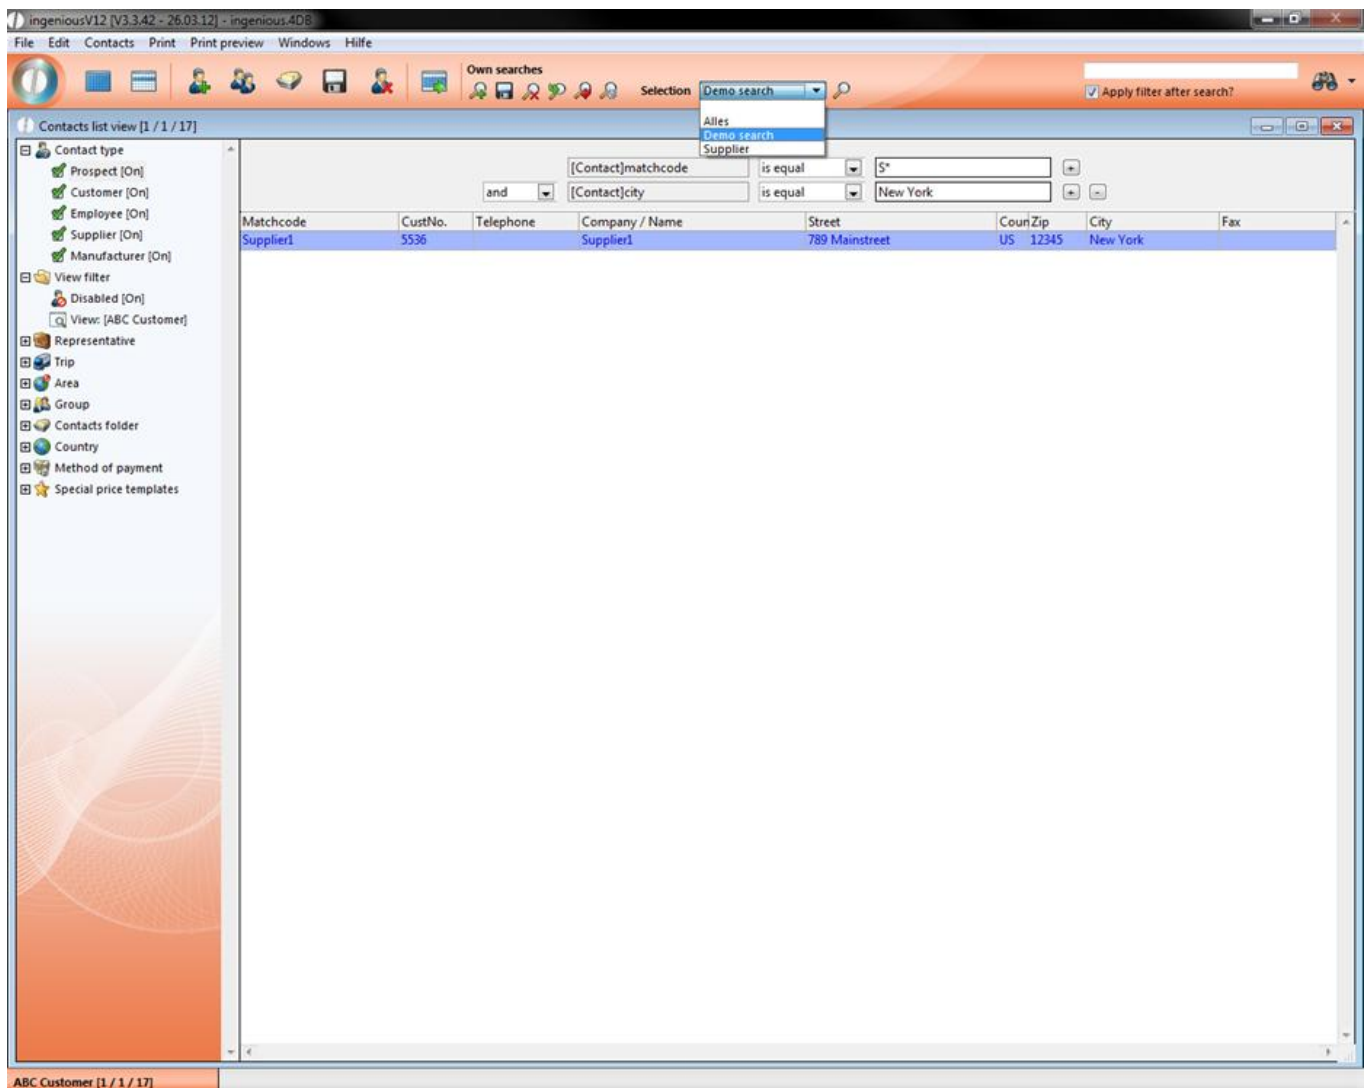 ingeniousV12 [V3.3.42 - 26.03.12] - ingenious.4DB
File Edit Contacts Print Print preview Windows Hilfe
Own searches
Selection Demo search
Apply filter after search?
Alles
Demo search
Supplier
Contacts list view [1 / 1 / 17]
Contact type
Prospect [On]
Customer [On]
Employee [On]
Supplier [On]
Manufacturer [On]
View filter
Disabled [On]
View: [ABC Customer]
Representative
Trip
Area
Group
Contacts folder
Country
Method of payment
Special price templates
[Contact]matchcode is equal S*
and [Contact]city is equal New York
Matchcode CustNo. Telephone Company / Name Street Coun Zip City Fax
Supplier1 5536 Supplier1 789 Mainstreet US 12345 New York
ABC Customer [1 / 1 / 17]